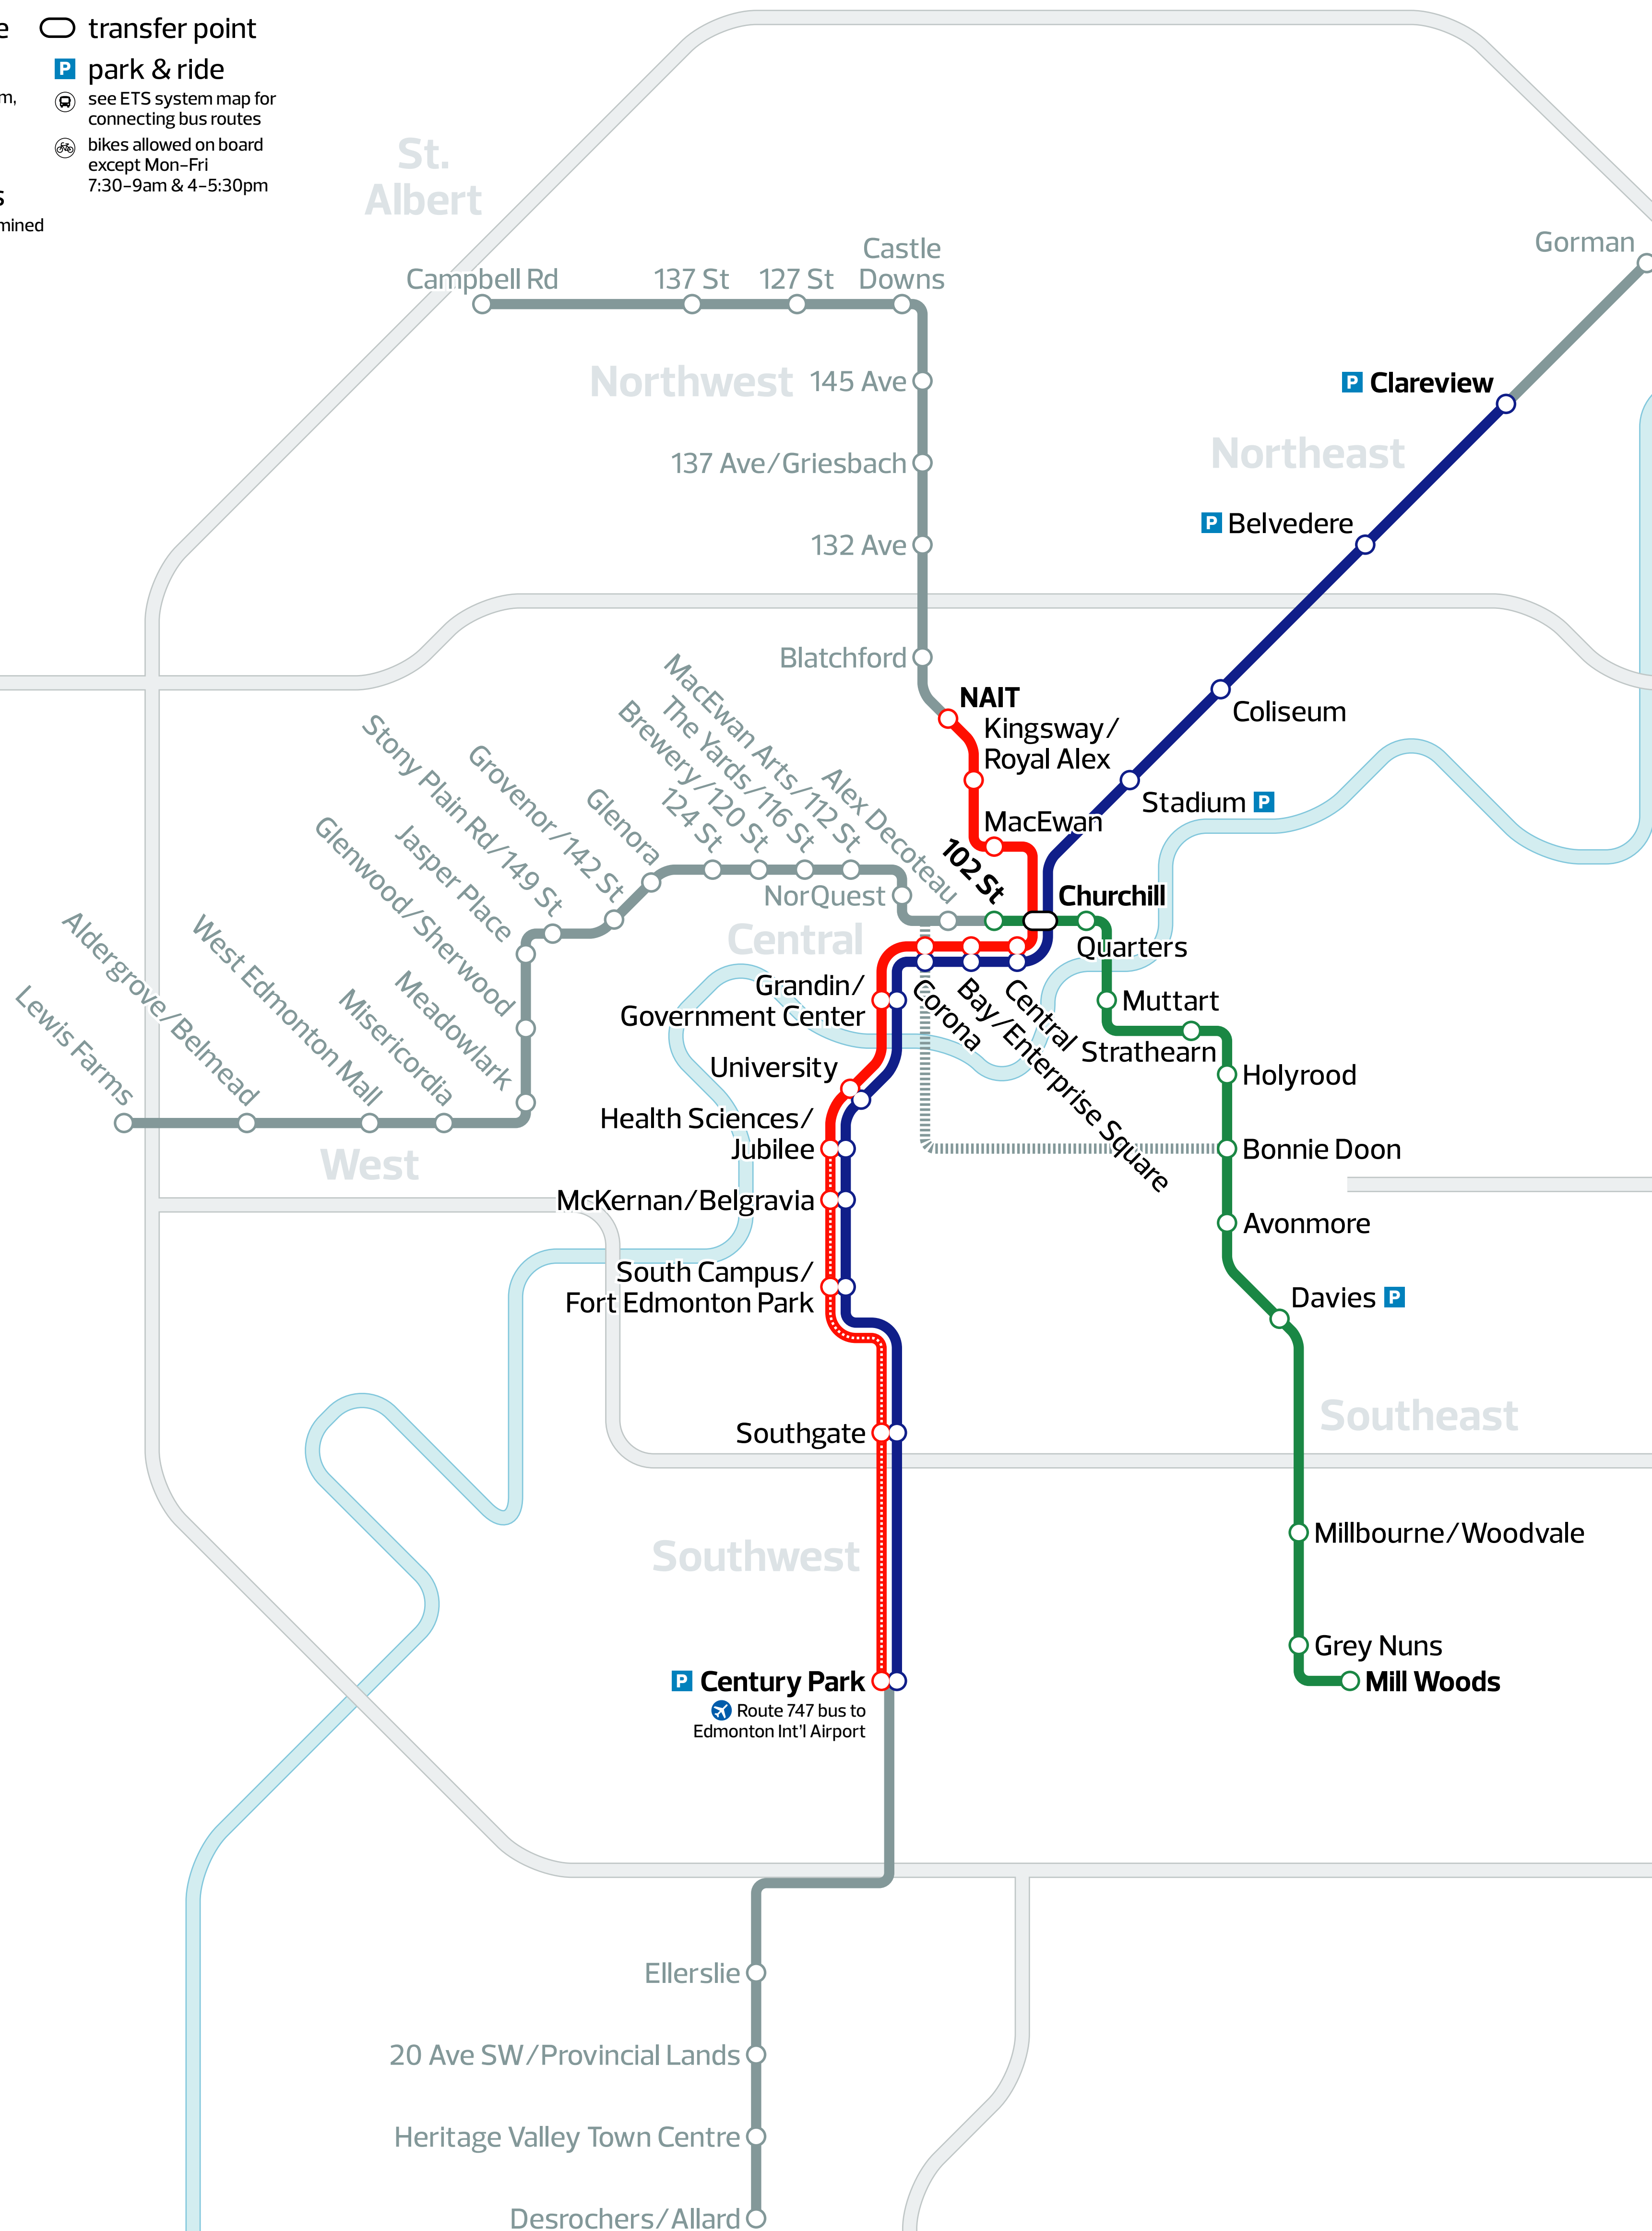 e
transfer point
P park & ride
m,
see ETS system map for
connecting bus routes
bikes allowed on board
except Mon-Fri
7:30-9am & 4-5:30pm
s
mined
St.
Albert
Gorman
Castle
Downs
Campbell Rd
137 St
127 St
Northwest
145 Ave
P Clareview
Northeast
137 Ave/Griesbach
P Belvedere
132 Ave
Blatchford
NAIT
Kingsway/
Royal Alex
Coliseum
Stadium P
MacEwan
MacEwan Arts/112 St
The Yards/116 St
Brewery/120 St
124 St
Alex Decoteau
Glenora
Grovenor/142 St
Stony Plain Rd/149 St
Jasper Place
Glenwood/Sherwood
102 St
Churchill
NorQuest
Central
Quarters
West Edmonton Mall
Aldergrove/Belmead
Lewis Farms
Misericordia
Meadowlark
Grandin/
Government Center
Corona
Bay/Enterprise Square
Central
Muttart
Strathearn
University
Holyrood
Health Sciences/
Jubilee
Bonnie Doon
West
McKernan/Belgravia
Avonmore
South Campus/
Fort Edmonton Park
Davies P
Southeast
Southgate
Millbourne/Woodvale
Southwest
Grey Nuns
P Century Park
Mill Woods
Route 747 bus to
Edmonton Int'l Airport
Ellerslie
20 Ave SW/Provincial Lands
Heritage Valley Town Centre
Desrochers/Allard